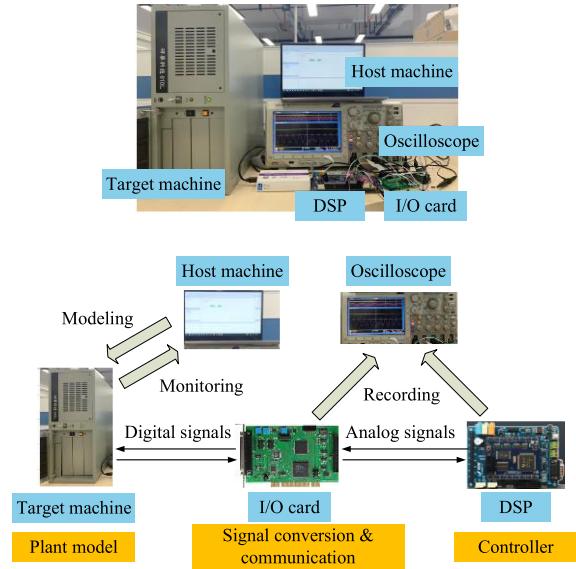 Host machine
Oscilloscope
Target machine
DSP
I/O card
Host machine
Oscilloscope
Modeling
Monitoring
Recording
Digital signals
Analog signals
Target machine
I/O card
DSP
Plant model
Signal conversion &
communication
Controller